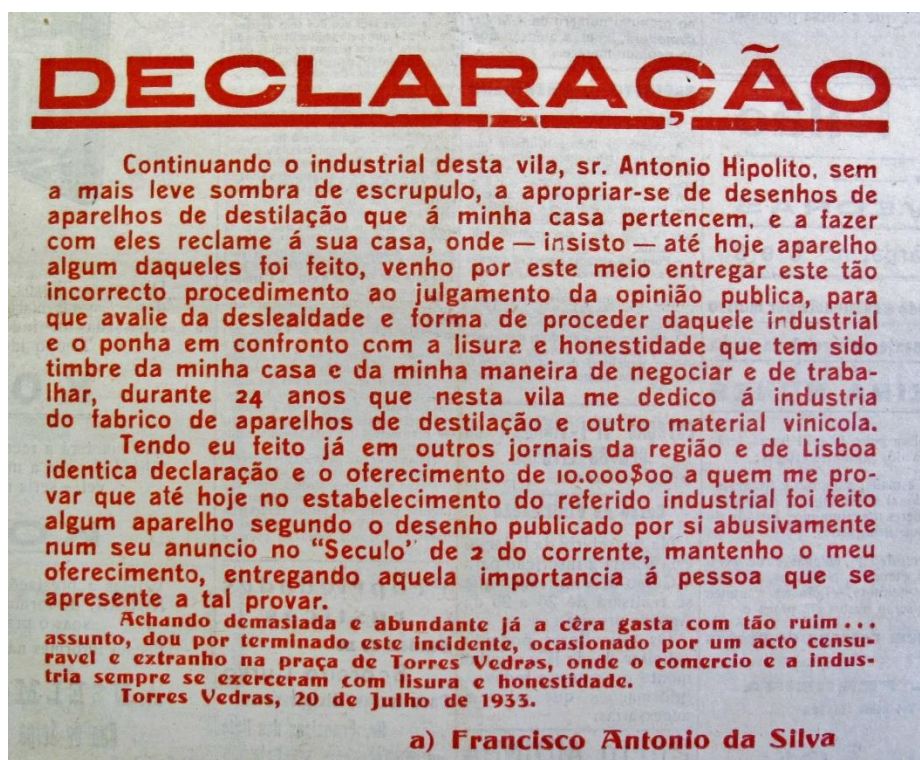 DECLARAÇÃO
Continuando o industrial desta vila, sr. Antonio Hipolito, sem
a mais leve sombra de escrupulo, a apropriar-se de desenhos de
aparelhos de destilação que á minha casa pertencem, e a fazer
com eles reclame á sua casa, onde — insisto — até hoje aparelho
algum daqueles foi feito, venho por este meio entregar este tão
incorrecto procedimento ao julgamento da opinião publica, para
que avalie da deslealdade e forma de proceder daquele industrial
e o ponha em confronto com a lisura e honestidade que tem sido
timbre da minha casa e da minha maneira de negociar e de traba-
lhar, durante 24 anos que nesta vila me dedico á industria
do fabrico de aparelhos de destilação e outro material vinicola.
Tendo eu feito já em outros jornais da região e de Lisboa
identica declaração e o oferecimento de 10.000$00 a quem me pro-
var que até hoje no estabelecimento do referido industrial foi feito
algum aparelho segundo o desenho publicado por si abusivamente
num seu anuncio no "Seculo" de 2 do corrente, mantenho o meu
oferecimento, entregando aquela importancia á pessoa que se
apresente a tal provar.
Achando demasiada e abundante já a cêra gasta com tão ruim...
assunto, dou por terminado este incidente, ocasionado por um acto censu-
ravel e extranho na praça de Torres Vedras, onde o comercio e a indus-
tria sempre se exerceram com lisura e honestidade.
Torres Vedras, 20 de Julho de 1933.
a) Francisco Antonio da Silva